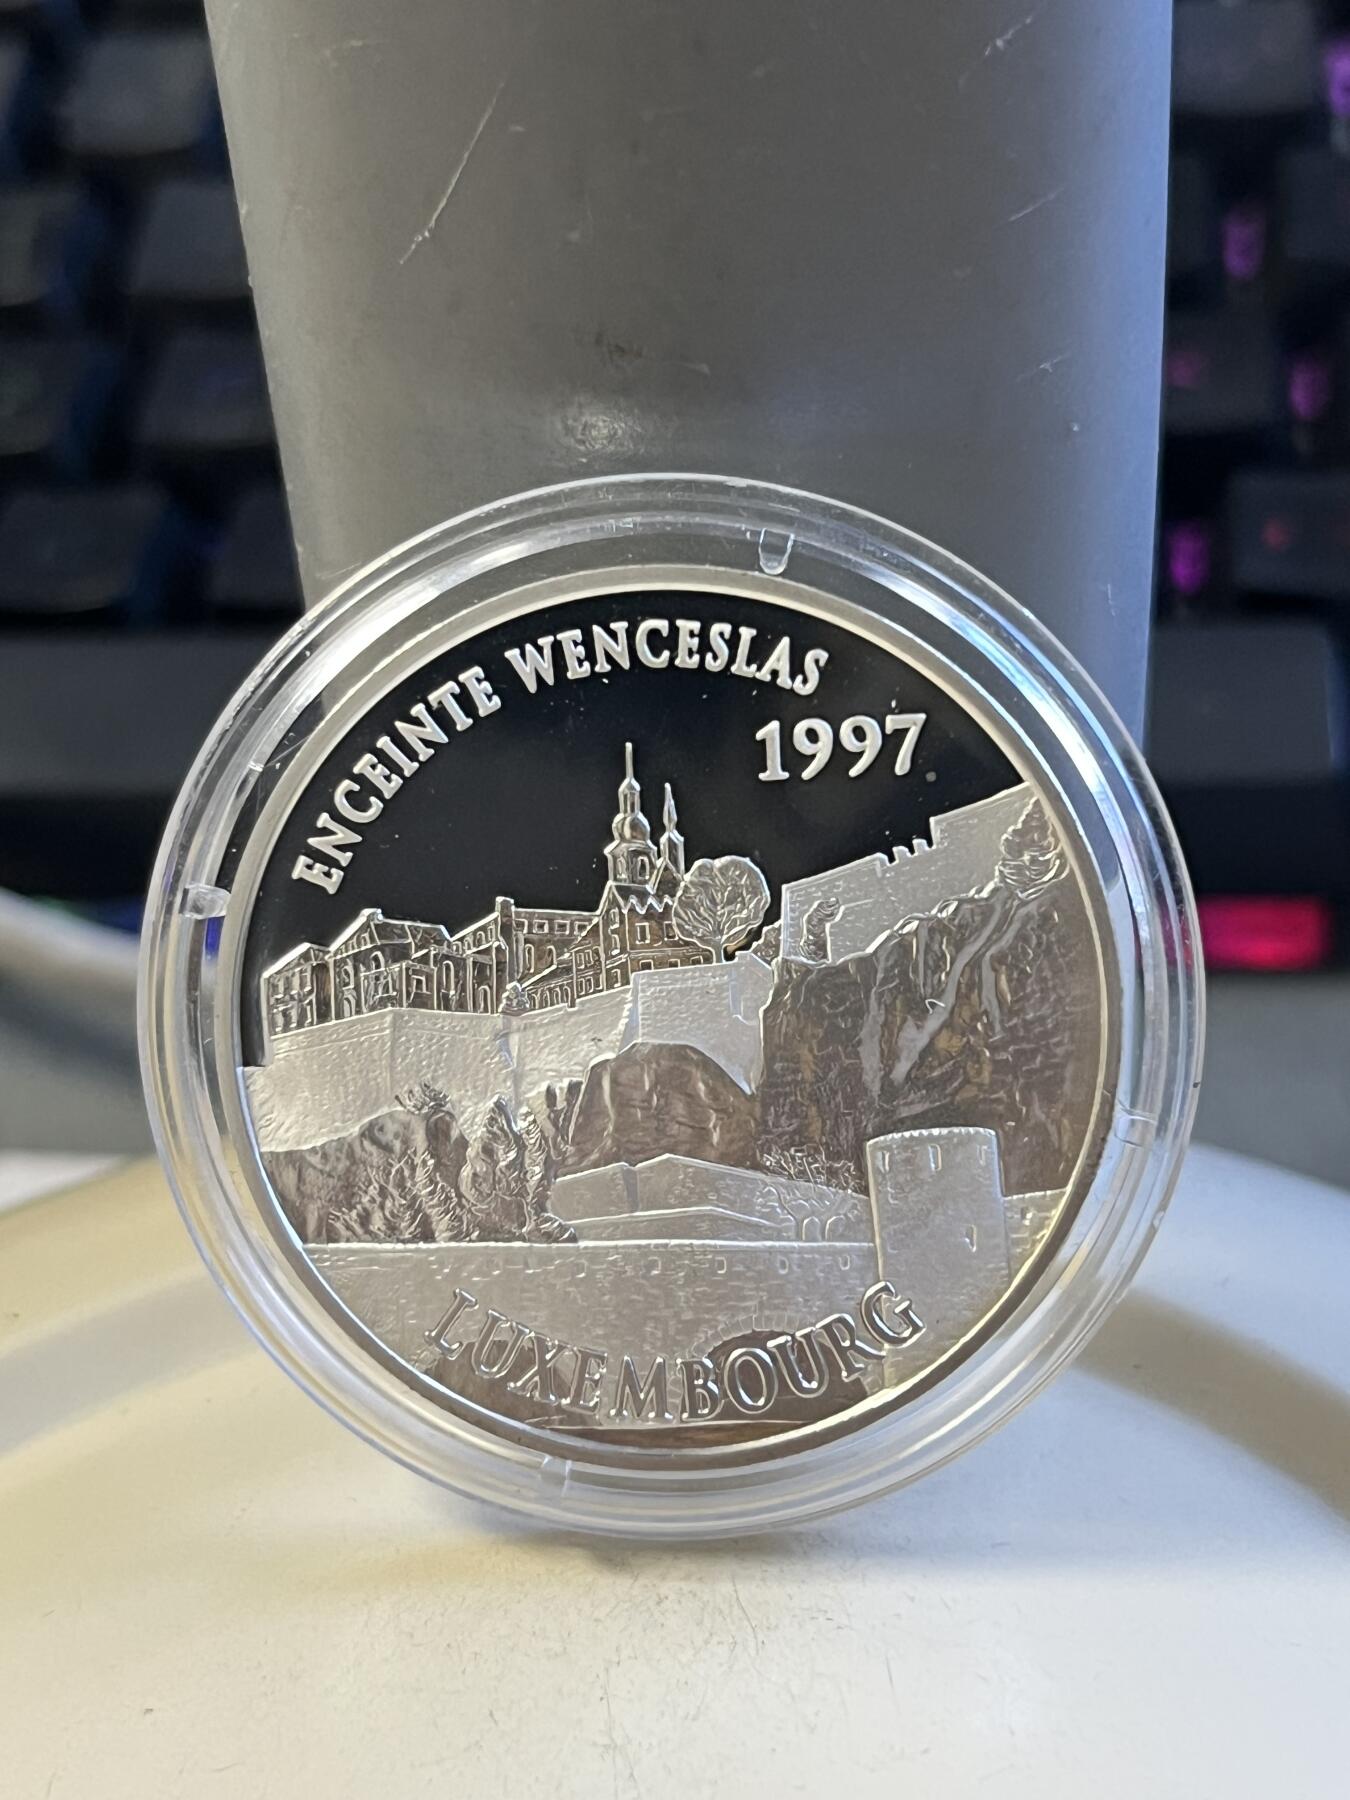 ENCEINTE WENCESLAS
1997
LUXEMBOURG